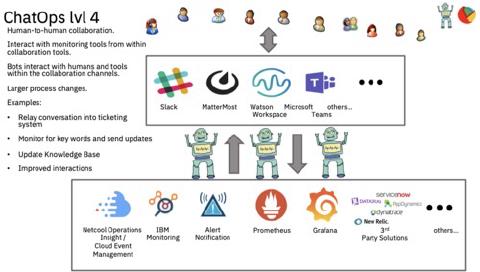 ChatOps lvl 4
Human-to-human collaboration.
Interact with monitoring tools from within
collaboration tools.
Bots interact with humans and tools
within the collaboration channels.
Larger process changes.
Examples:
• Relay conversation into ticketing
system
• Monitor for key words and send updates
• Update Knowledge Base
• Improved interactions
Slack
MatterMost
Watson
Workspace
Microsoft
Teams
others...
Netcool Operations
Insight /
Cloud Event
Management
IBM
Monitoring
Alert
Notification
Prometheus
Grafana
servicenow
DATADOG
AppDynamics
dynatrace
New Relic.
3rd
Party Solutions
others...